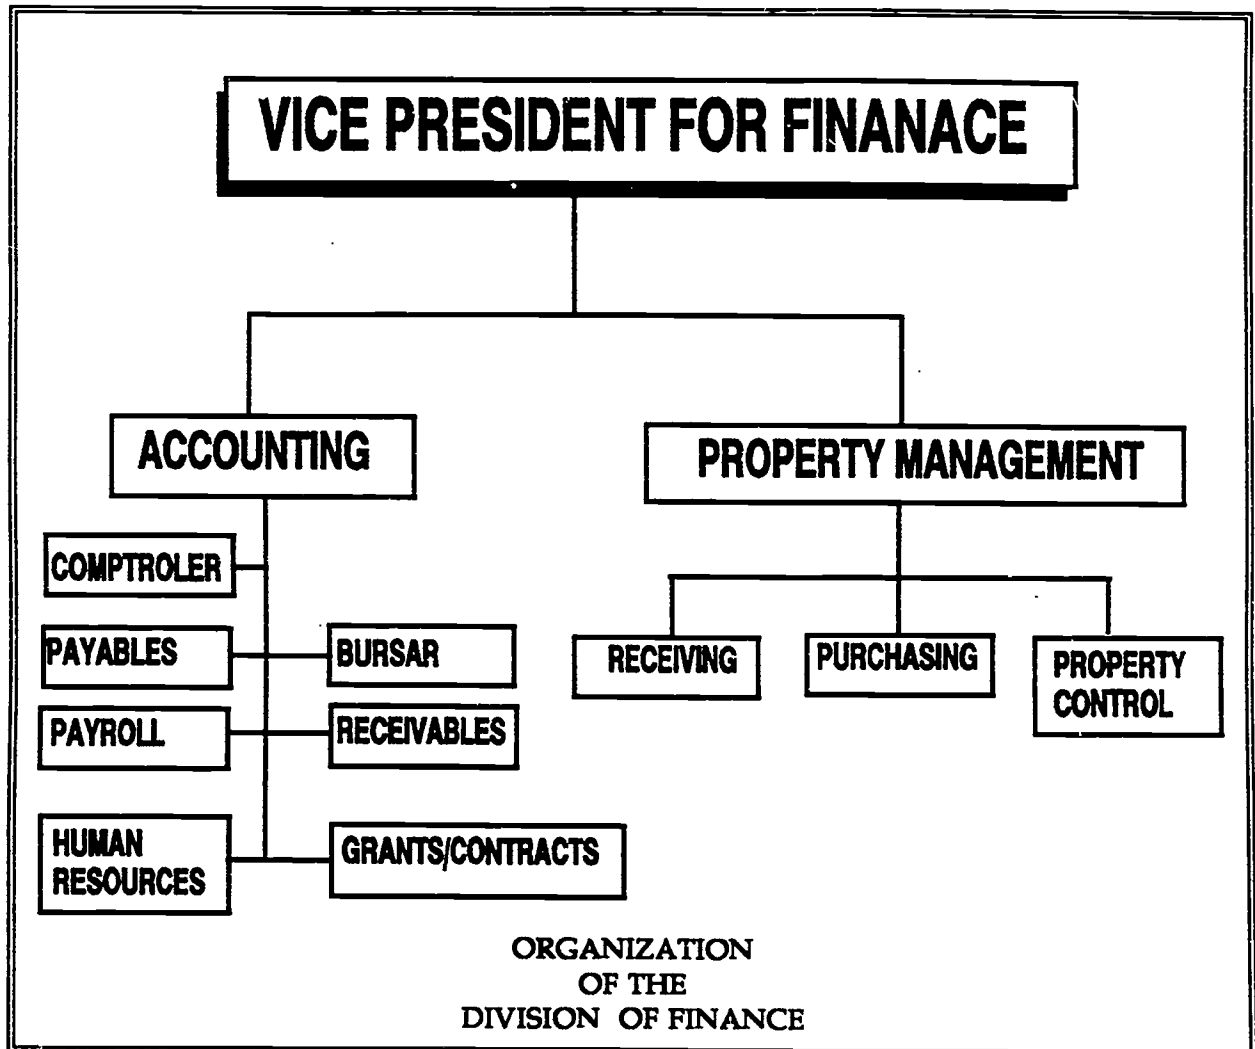 VICE PRESIDENT FOR FINANACE
ACCOUNTING
PROPERTY MANAGEMENT
COMPTROLER
PAYABLES
BURSAR
PAYROLL
RECEIVABLES
HUMAN
RESOURCES
GRANTS/CONTRACTS
RECEIVING
PURCHASING
PROPERTY
CONTROL
ORGANIZATION
OF THE
DIVISION OF FINANCE